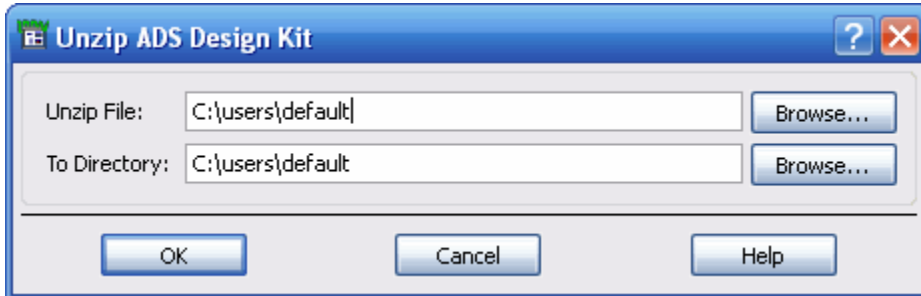 Unzip ADS Design Kit
Unzip File: C:\users\default Browse...
To Directory: C:\users\default Browse...
OK Cancel Help